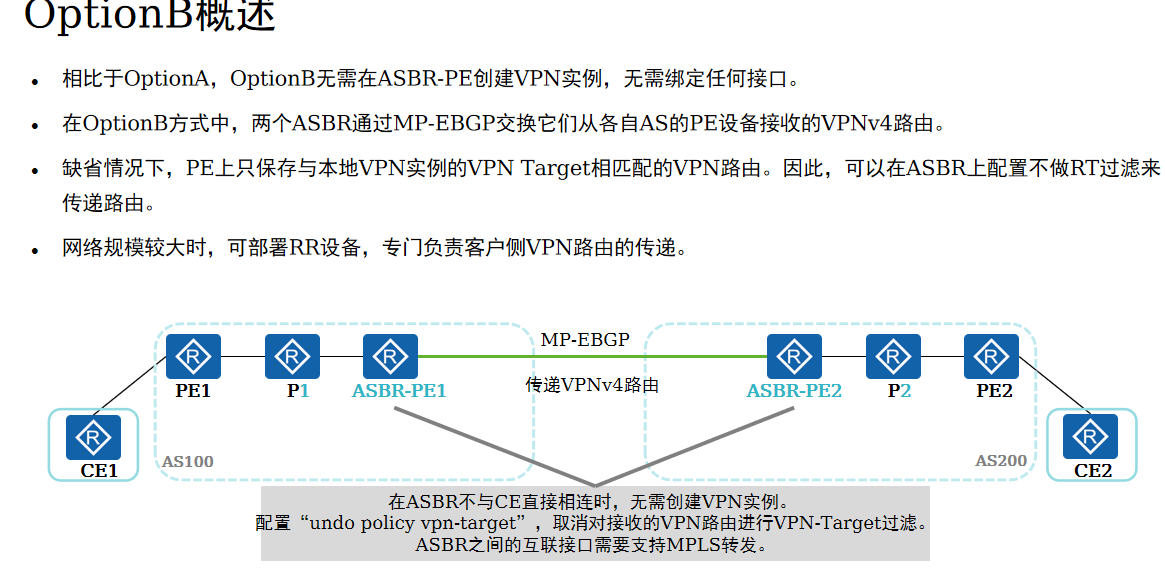 OptionB概述
相比于OptionA，OptionB无需在ASBR-PE创建VPN实例，无需绑定任何接口。
在OptionB方式中，两个ASBR通过MP-EBGP交换它们从各自AS的PE设备接收的VPNv4路由。
缺省情况下，PE上只保存与本地VPN实例的VPN Target相匹配的VPN路由。因此，可以在ASBR上配置不做RT过滤来
传递路由。
网络规模较大时，可部署RR设备，专门负责客户侧VPN路由的传递。
MP-EBGP
R R R R R R
传递VPNv4路由
PE1 P1 ASBR-PE1 ASBR-PE2 P2 PE2
R R
CE1 AS100 AS200 CE2
在ASBR不与CE直接相连时，无需创建VPN实例。
配置“undo policy vpn-target”，取消对接收的VPN路由进行VPN-Target过滤。
ASBR之间的互联接口需要支持MPLS转发。